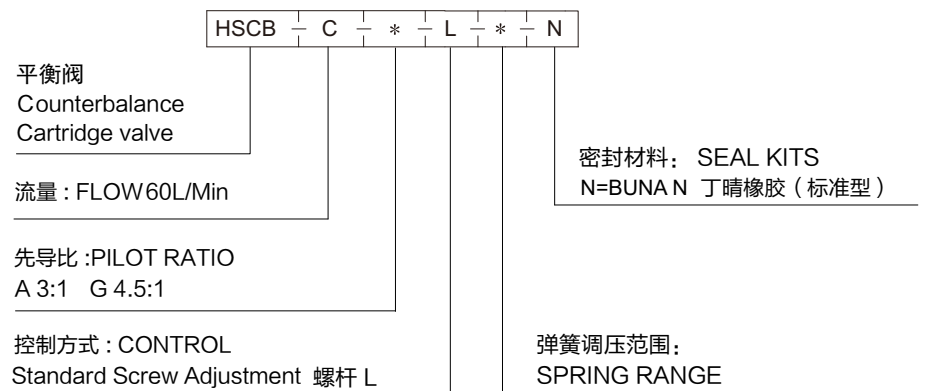 HSCB - C - * - L - * - N
平衡阀
Counterbalance
Cartridge valve
密封材料： SEAL KITS
N=BUNA N 丁晴橡胶（标准型）
流量 : FLOW60L/Min
先导比 :PILOT RATIO
A 3:1 G 4.5:1
控制方式 : CONTROL
Standard Screw Adjustment 螺杆 L
弹簧调压范围：
SPRING RANGE